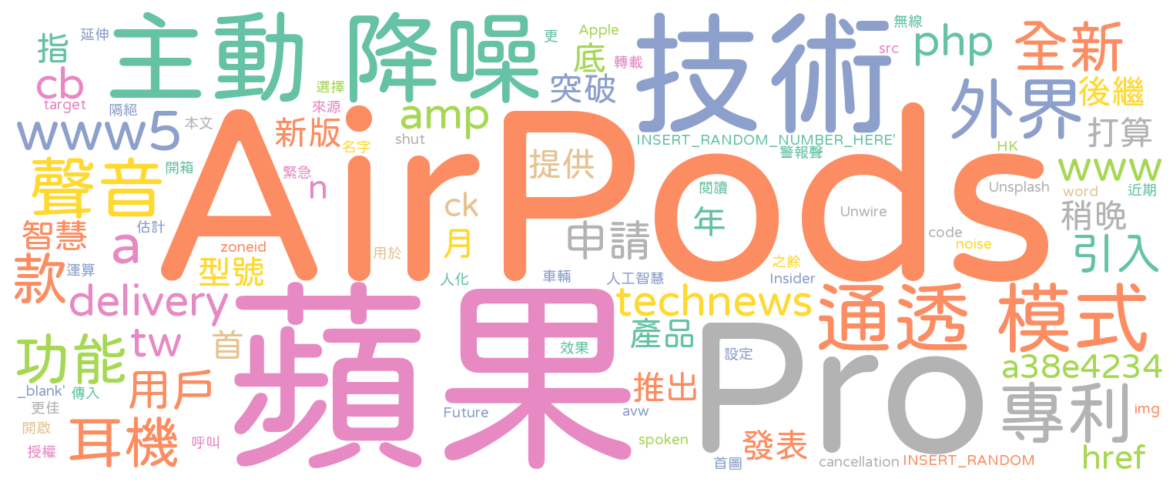 指
延伸
主動
降噪
更
Apple
底
轉載
技術
無線
src
php
全新
cb
target
隔絕
選擇
來源
突破
外界
後繼
www5
本文
新版
名字
amp
shut
INSERT_RANDOM_NUMBER_HERE'
警報聲
打算
聲音
開箱
緊急
n
AirPods
提供
閱讀
HK
www
Unsplash
word
近期
智慧
估計
a
ck
月
申請
年
Unwire
code
noise
稍晚
引入
款
運算
zoneid
型號
用於
人化
車輛
人工智慧
之餘
Insider
delivery
蘋果
technews
通透
模式
功能
tw
首
效果
產品
設定
a38e4234
_blank'
傳入
更佳
用戶
Future
avw
推出
Pro
專利
img
開啟
授權
耳機
呼叫
spoken
首圖
發表
cancellation
INSERT_RANDOM
href